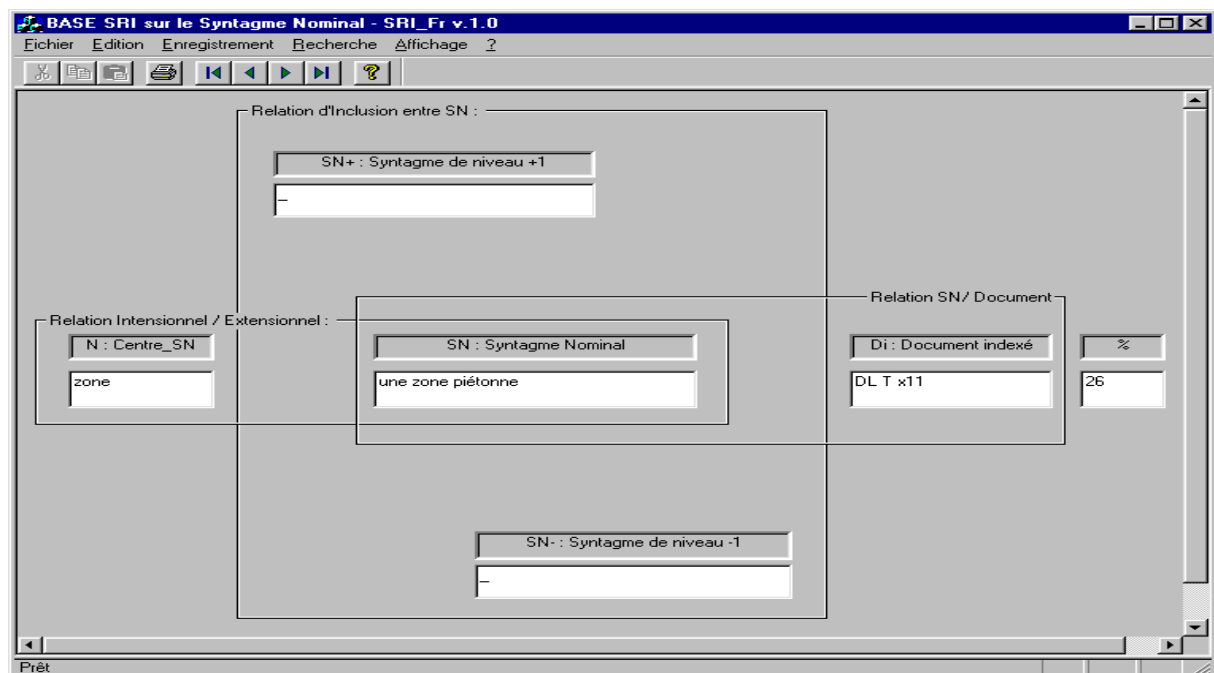 BASE SRI sur le Syntagme Nominal - SRI_Fr v.1.0
Fichier Edition Enregistrement Recherche Affichage ?
Relation d'Inclusion entre SN :
SN+ : Syntagme de niveau +1
–
Relation SN/ Document
Relation Intensionnel / Extensionnel :
N : Centre_SN SN : Syntagme Nominal Di : Document indexé %
zone une zone piétonne DL T x11 26
SN- : Syntagme de niveau -1
–
Prêt